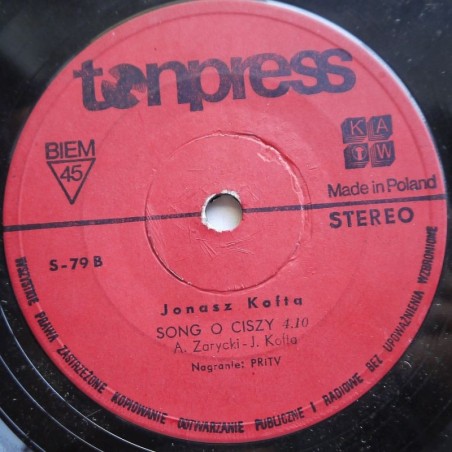 tonpress
BIEM
45
KAW
Made in Poland
STEREO
S-79 B
Jonasz Kofta
SONG O CISZY 4.10
A. Zarycki-J. Kofta
Nagranie: PRiTV
WSZYSTKIE PRAWA ZASTRZEŻONE KOPIOWANIE ODTWARZANIE PUBLICZNE I RADIOWE BEZ UPOWAŻNIENIA WZBRONIONE